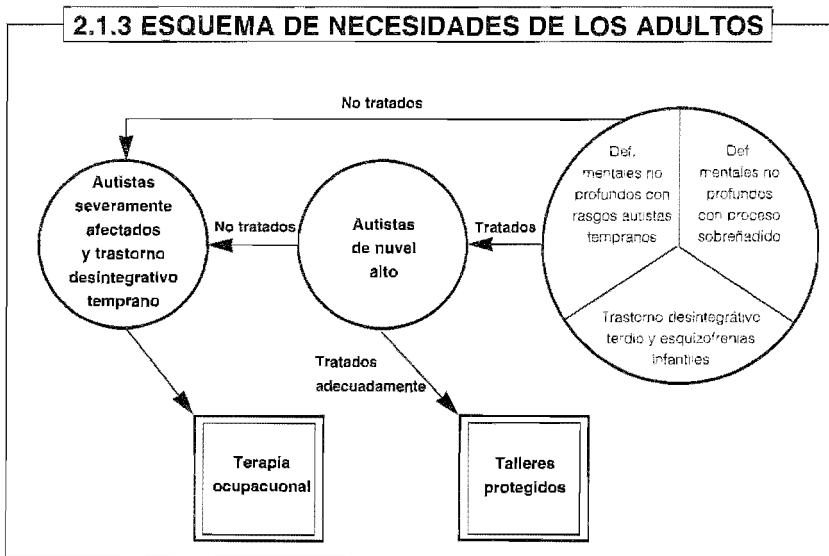 2.1.3 ESQUEMA DE NECESIDADES DE LOS ADULTOS
No tratados
Autistas
severamente
afectados
y trastorno
desintegrativo
temprano
No tratados
Autistas
de nuvel
alto
Tratados
Def.
mentales no
profundos con
rasgos autistas
tempranos
Def
mentales no
profundos
con proceso
sobreñadido
Trastorno desintegrátivo
terdio y esquizofrenias
infantiles
Tratados
adecuadamente
Terapia
ocupacuonal
Talleres
protegidos